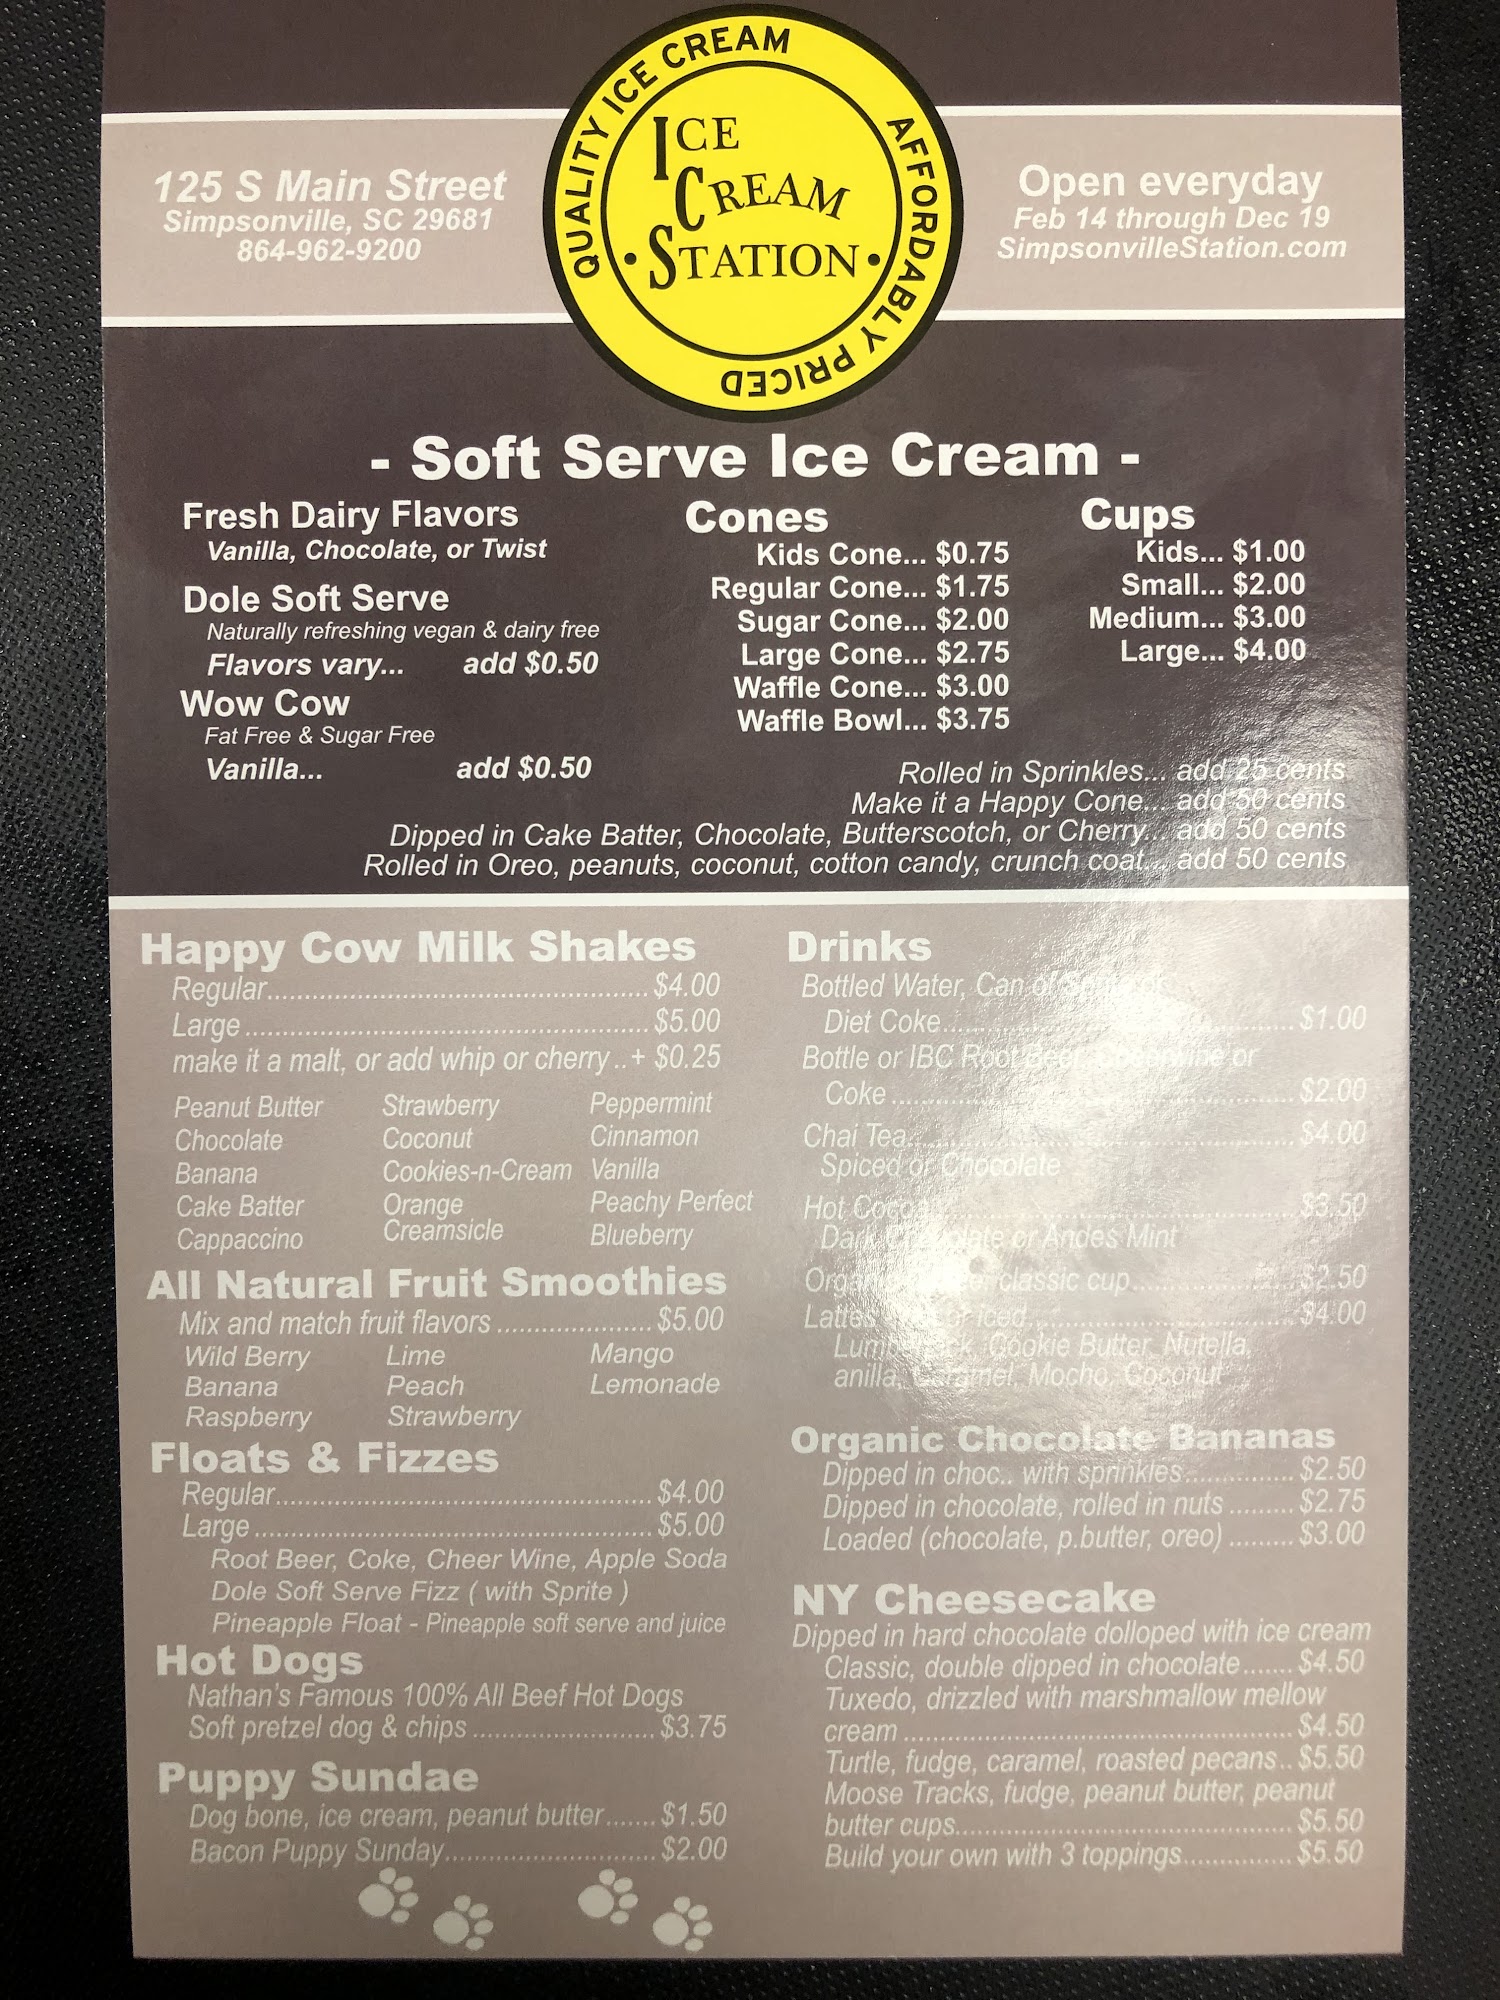 QUALITY ICE CREAM
AFFORDABLY PRICED
ICE
CREAM
• STATION •
125 S Main Street
Simpsonville, SC 29681
864-962-9200
Open everyday
Feb 14 through Dec 19
SimpsonvilleStation.com
- Soft Serve Ice Cream -
Fresh Dairy Flavors
Vanilla, Chocolate, or Twist
Dole Soft Serve
Naturally refreshing vegan & dairy free
Flavors vary... add $0.50
Wow Cow
Fat Free & Sugar Free
Vanilla... add $0.50
Cones
Kids Cone... $0.75
Regular Cone... $1.75
Sugar Cone... $2.00
Large Cone... $2.75
Waffle Cone... $3.00
Waffle Bowl... $3.75
Cups
Kids... $1.00
Small... $2.00
Medium... $3.00
Large... $4.00
Rolled in Sprinkles... add 25 cents
Make it a Happy Cone... add 50 cents
Dipped in Cake Batter, Chocolate, Butterscotch, or Cherry... add 50 cents
Rolled in Oreo, peanuts, coconut, cotton candy, crunch coat... add 50 cents
Happy Cow Milk Shakes
Regular... $4.00
Large... $5.00
make it a malt, or add whip or cherry..+ $0.25
Peanut Butter Strawberry Peppermint
Chocolate Coconut Cinnamon
Banana Cookies-n-Cream Vanilla
Cake Batter Orange Peachy Perfect
Cappaccino Creamsicle Blueberry
All Natural Fruit Smoothies
Mix and match fruit flavors... $5.00
Wild Berry Lime Mango
Banana Peach Lemonade
Raspberry Strawberry
Floats & Fizzes
Regular... $4.00
Large... $5.00
Root Beer, Coke, Cheer Wine, Apple Soda
Dole Soft Serve Fizz ( with Sprite )
Pineapple Float - Pineapple soft serve and juice
Hot Dogs
Nathan's Famous 100% All Beef Hot Dogs
Soft pretzel dog & chips... $3.75
Puppy Sundae
Dog bone, ice cream, peanut butter....... $1.50
Bacon Puppy Sunday... $2.00
Drinks
Bottled Water, Can of or
Diet Coke... $1.00
Bottle or IBC Root Beer, Cheerwine or
Coke... $2.00
Chai Tea... $4.00
Spiced or Chocolate
Hot Cocoa... $3.50
Dark Chocolate or Andes Mint
classic cup... $2.50
Lattes or iced... $4.00
Cookie Butter, Nutella,
anilla, Caramel, Mocha, Coconut
Organic Chocolate Bananas
Dipped in choc.. with sprinkles... $2.50
Dipped in chocolate, rolled in nuts ......... $2.75
Loaded (chocolate, p.butter, oreo) ......... $3.00
NY Cheesecake
Dipped in hard chocolate dolloped with ice cream
Classic, double dipped in chocolate....... $4.50
Tuxedo, drizzled with marshmallow mellow
cream... $4.50
Turtle, fudge, caramel, roasted pecans.. $5.50
Moose Tracks, fudge, peanut butter, peanut
butter cups... $5.50
Build your own with 3 toppings... $5.50